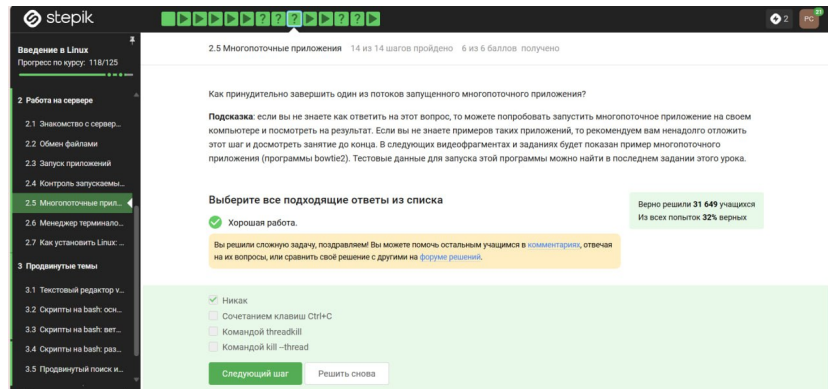 stepik
? ? ? ? ?
2
PC
21
Введение в Linux
Прогресс по курсу: 118/125
2.5 Многопоточные приложения 14 из 14 шагов пройдено 6 из 6 баллов получено
2 Работа на сервере
2.1 Знакомство с сервер...
2.2 Обмен файлами
2.3 Запуск приложений
2.4 Контроль запускаемы...
2.5 Многопоточные прил...
2.6 Менеджер терминало...
2.7 Как установить Linux: ...
3 Продвинутые темы
3.1 Текстовый редактор v...
3.2 Скрипты на bash: осн...
3.3 Скрипты на bash: вет...
3.4 Скрипты на bash: раз...
3.5 Продвинутый поиск и...
Как принудительно завершить один из потоков запущенного многопоточного приложения?
Подсказка: если вы не знаете как ответить на этот вопрос, то можете попробовать запустить многопоточное приложение на своем
компьютере и посмотреть на результат. Если вы не знаете примеров таких приложений, то рекомендуем вам ненадолго отложить
этот шаг и досмотреть занятие до конца. В следующих видеофрагментах и заданиях будет показан пример многопоточного
приложения (программы bowtie2). Тестовые данные для запуска этой программы можно найти в последнем задании этого урока.
Выберите все подходящие ответы из списка
Верно решили 31 649 учащихся
Из всех попыток 32% верных
Хорошая работа.
Вы решили сложную задачу, поздравляем! Вы можете помочь остальным учащимся в комментариях, отвечая
на их вопросы, или сравнить своё решение с другими на форуме решений.
Никак
Сочетанием клавиш Ctrl+C
Командой threadkill
Командой kill --thread
Следующий шаг
Решить снова